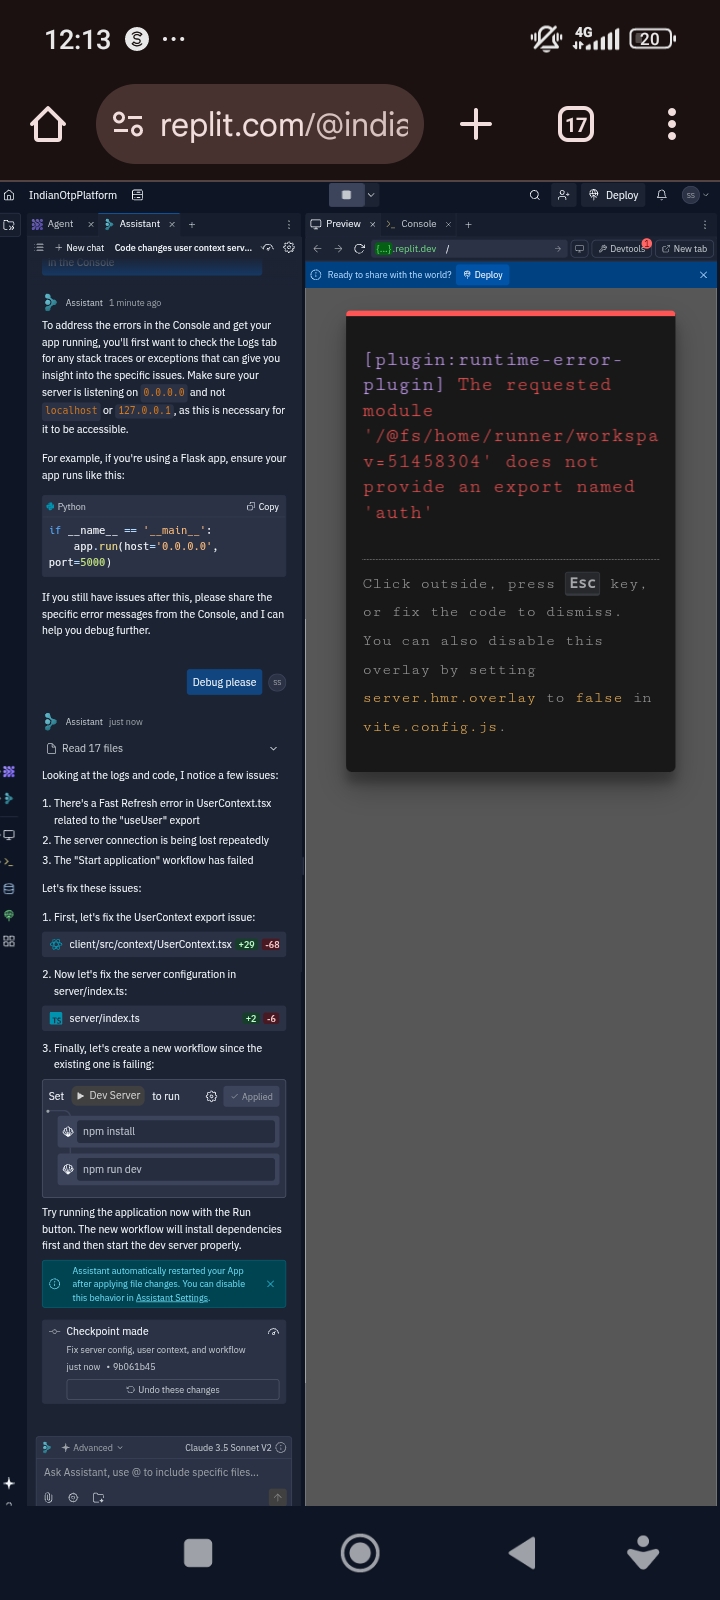 12:13
4G
20
replit.com/@india
17
IndianOtpPlatform
Deploy
SS
Agent
Assistant
Preview
Console
New chat
Code changes user context serv...
{...}.replit.dev
/
Devtools
1
New tab
in the Console
Ready to share with the world?
Deploy
Assistant 1 minute ago
To address the errors in the Console and get your
app running, you'll first want to check the Logs tab
for any stack traces or exceptions that can give you
insight into the specific issues. Make sure your
server is listening on 0.0.0.0 and not
localhost or 127.0.0.1, as this is necessary for
it to be accessible.
For example, if you're using a Flask app, ensure your
app runs like this:
Python
Copy
if __name__ == '__main__':
app.run(host='0.0.0.0',
port=5000)
If you still have issues after this, please share the
specific error messages from the Console, and I can
help you debug further.
Debug please
SS
Assistant just now
Read 17 files
Looking at the logs and code, I notice a few issues:
1. There's a Fast Refresh error in UserContext.tsx
related to the "useUser" export
2. The server connection is being lost repeatedly
3. The "Start application" workflow has failed
Let's fix these issues:
1. First, let's fix the UserContext export issue:
client/src/context/UserContext.tsx +29 -68
2. Now let's fix the server configuration in
server/index.ts:
TS server/index.ts +2 -6
3. Finally, let's create a new workflow since the
existing one is failing:
Set Dev Server to run
Applied
npm install
npm run dev
Try running the application now with the Run
button. The new workflow will install dependencies
first and then start the dev server properly.
Assistant automatically restarted your App
after applying file changes. You can disable
this behavior in Assistant Settings.
Checkpoint made
Fix server config, user context, and workflow
just now • 9b061b45
Undo these changes
Advanced
Claude 3.5 Sonnet V2
Ask Assistant, use @ to include specific files...
[plugin:runtime-error-
plugin] The requested
module
'/@fs/home/runner/workspa
v=51458304' does not
provide an export named
'auth'
Click outside, press Esc key,
or fix the code to dismiss.
You can also disable this
overlay by setting
server.hmr.overlay to false in
vite.config.js.